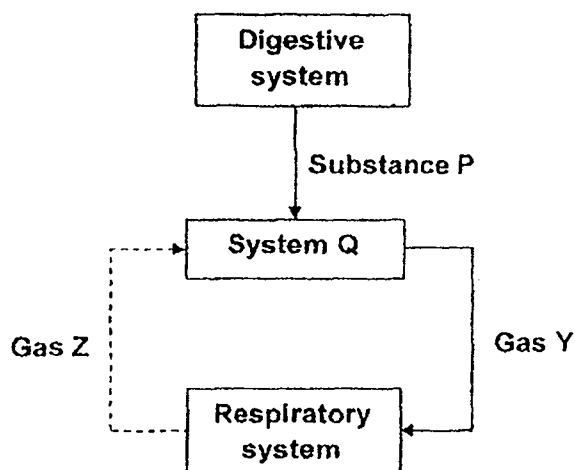 Digestive
system
Substance P
System Q
Gas Z
Gas Y
Respiratory
system